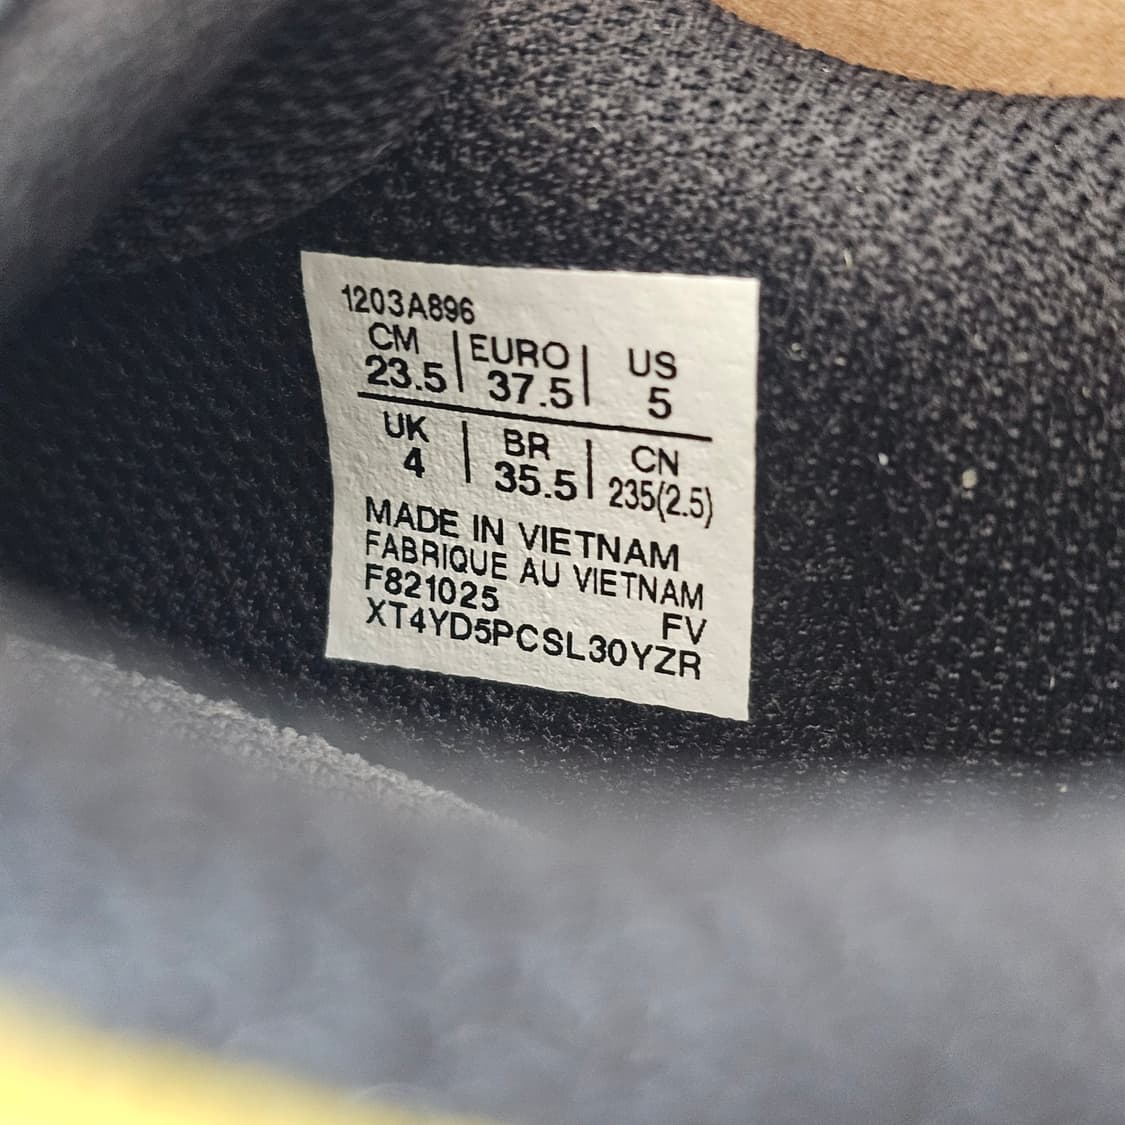 1203A896
CM | EURO | US
23.5 | 37.5 | 5
UK | BR | CN
4 | 35.5 | 235(2.5)
MADE IN VIETNAM
FABRIQUE AU VIETNAM
F821025 FV
XT4YD5PCSL30YZR